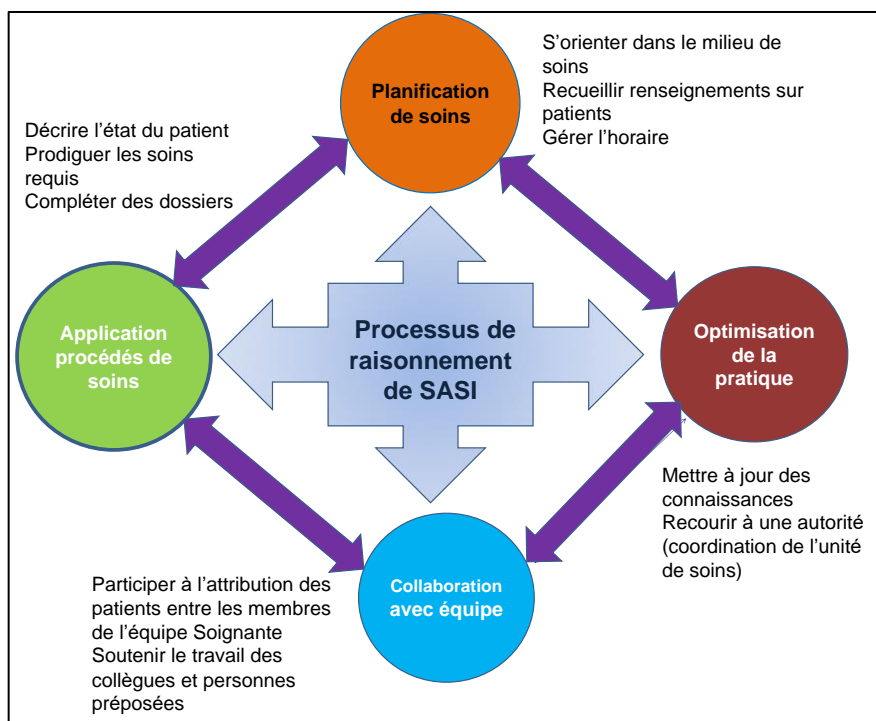 Planification
de soins
S’orienter dans le milieu de
soins
Recueillir renseignements sur
patients
Gérer l’horaire
Décrire l’état du patient
Prodiguer les soins
requis
Compléter des dossiers
Application
procédés de
soins
Processus de
raisonnement
de SASI
Optimisation
de la
pratique
Mettre à jour des
connaissances
Recourir à une autorité
(coordination de l’unité
de soins)
Collaboration
avec équipe
Participer à l’attribution des
patients entre les membres
de l’équipe Soignante
Soutenir le travail des
collègues et personnes
préposées